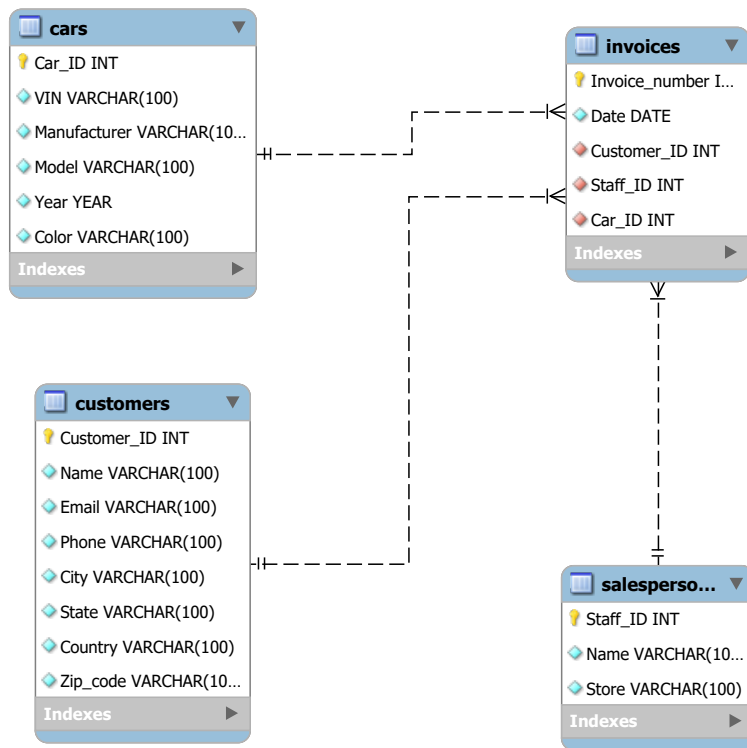 cars
Car_ID INT
VIN VARCHAR(100)
Manufacturer VARCHAR(10...
Model VARCHAR(100)
Year YEAR
Color VARCHAR(100)
Indexes
invoices
Invoice_number I...
Date DATE
Customer_ID INT
Staff_ID INT
Car_ID INT
Indexes
customers
Customer_ID INT
Name VARCHAR(100)
Email VARCHAR(100)
Phone VARCHAR(100)
City VARCHAR(100)
State VARCHAR(100)
Country VARCHAR(100)
Zip_code VARCHAR(10...
Indexes
salesperso...
Staff_ID INT
Name VARCHAR(10...
Store VARCHAR(100)
Indexes